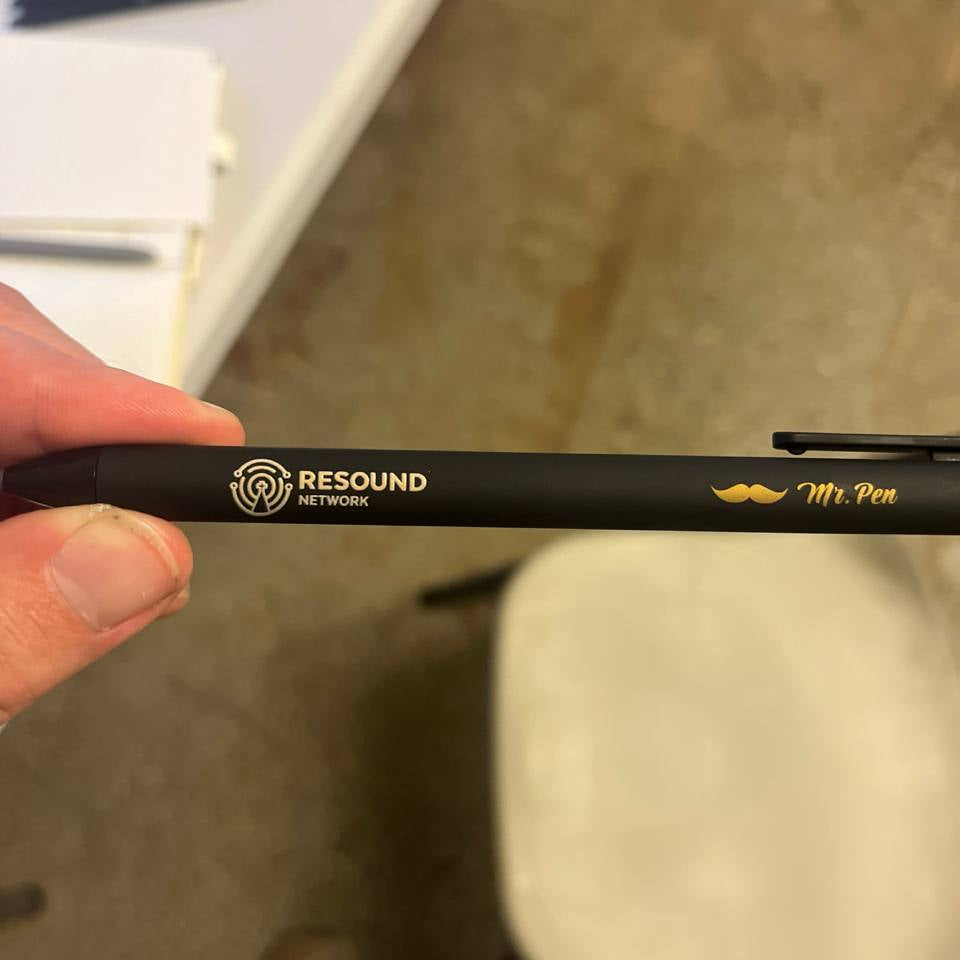 RESOUND
NETWORK
Mr. Pen